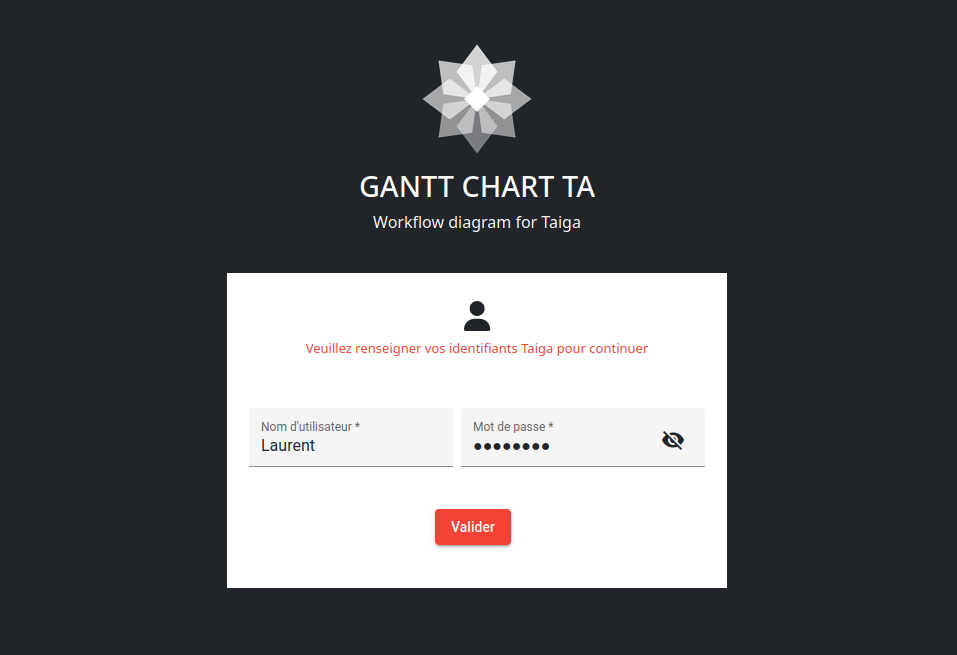 GANTT CHART TA
Workflow diagram for Taiga
Veuillez renseigner vos identifiants Taiga pour continuer
Nom d'utilisateur *
Laurent
Mot de passe *
●●●●●●●●
Valider